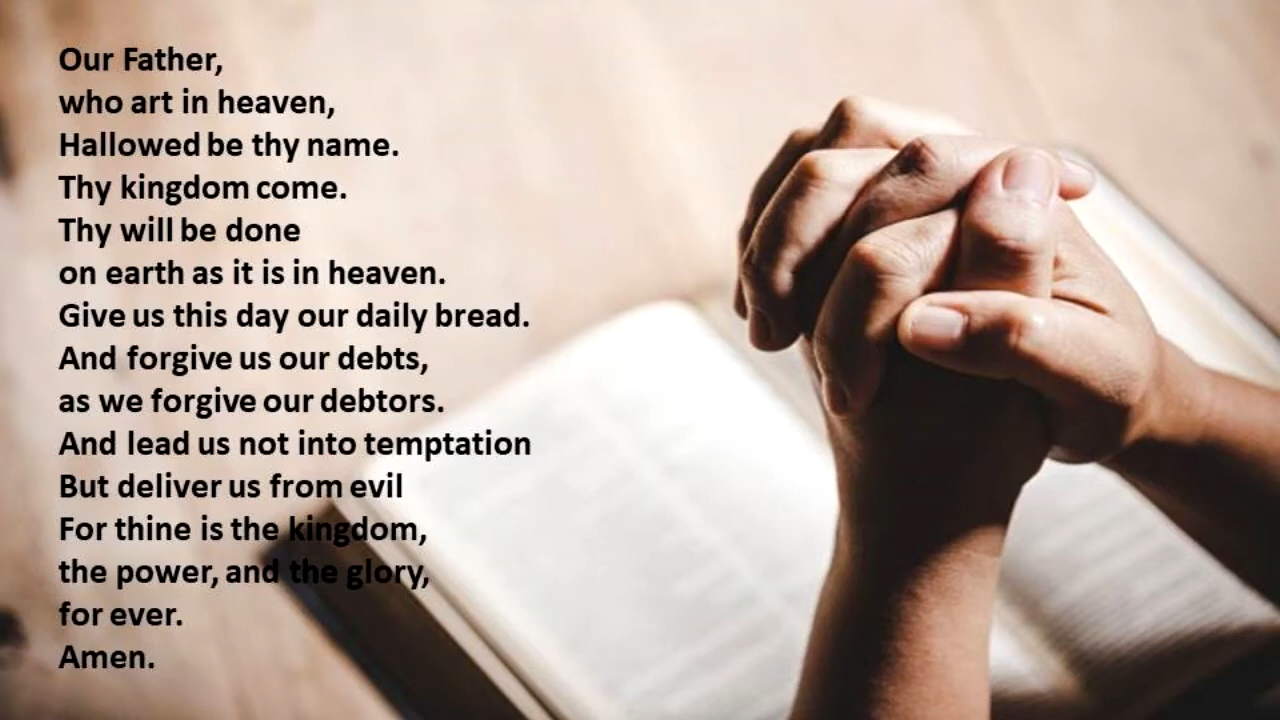 Our Father,
who art in heaven,
Hallowed be thy name.
Thy kingdom come.
Thy will be done
on earth as it is in heaven.
Give us this day our daily bread.
And forgive us our debts,
as we forgive our debtors.
And lead us not into temptation
But deliver us from evil
For thine is the kingdom,
the power, and the glory,
for ever.
Amen.